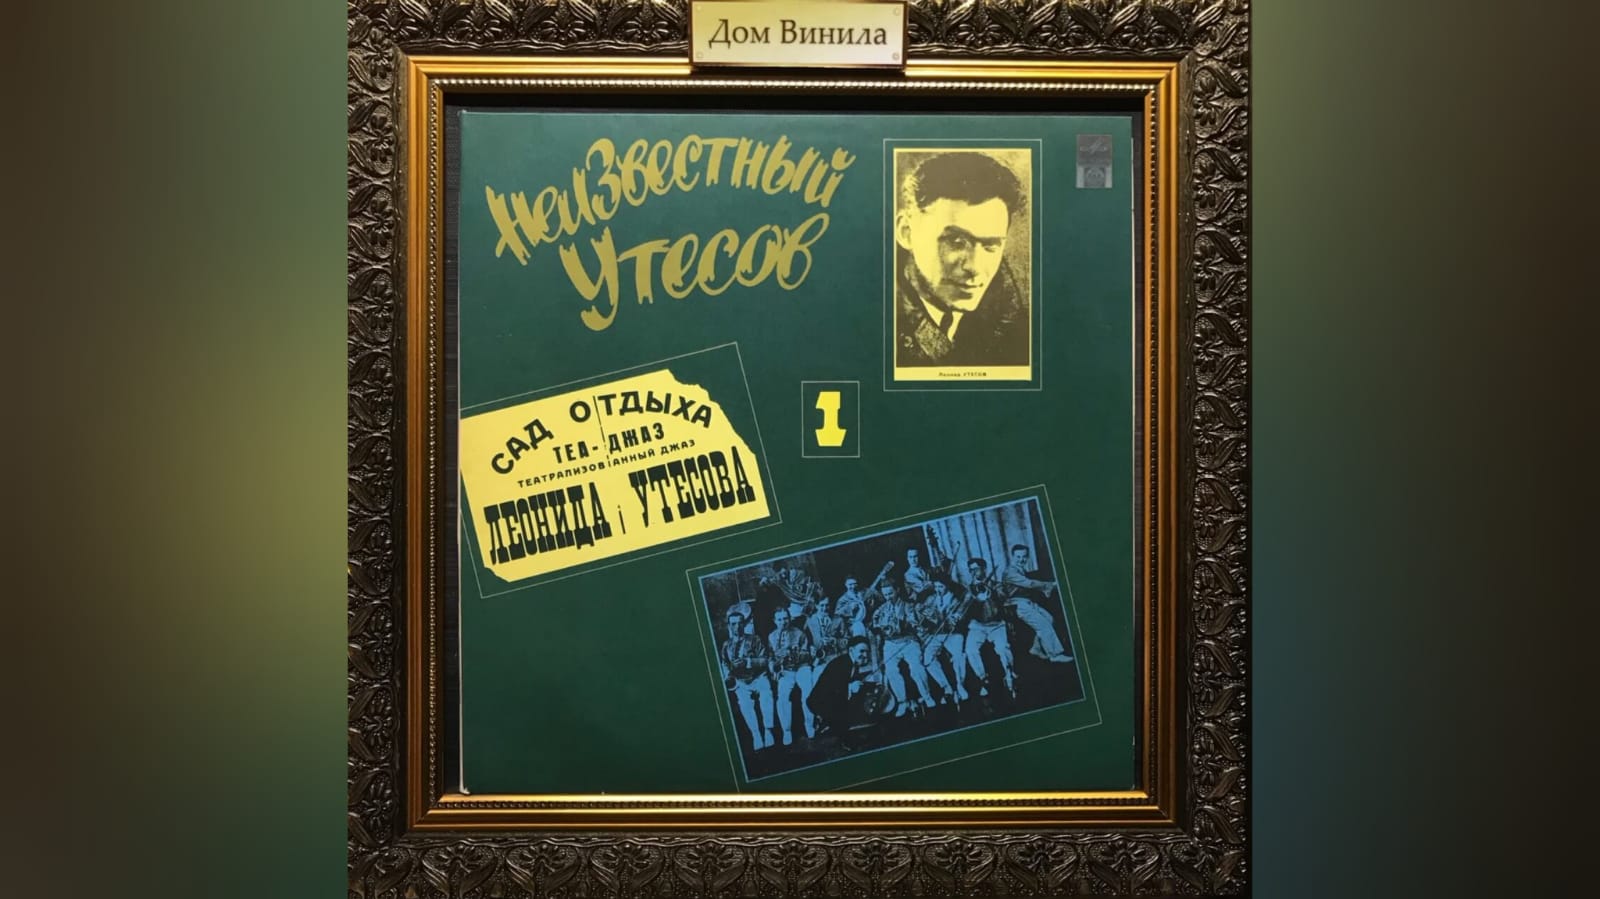 Дом Винила
Неизвестный
Утесов
Леонид УТЕСОВ
1
САД ОТДЫХА
ТЕА-ДЖАЗ
ТЕАТРАЛИЗОВАННЫЙ ДЖАЗ
ЛЕОНИДА УТЕСОВА